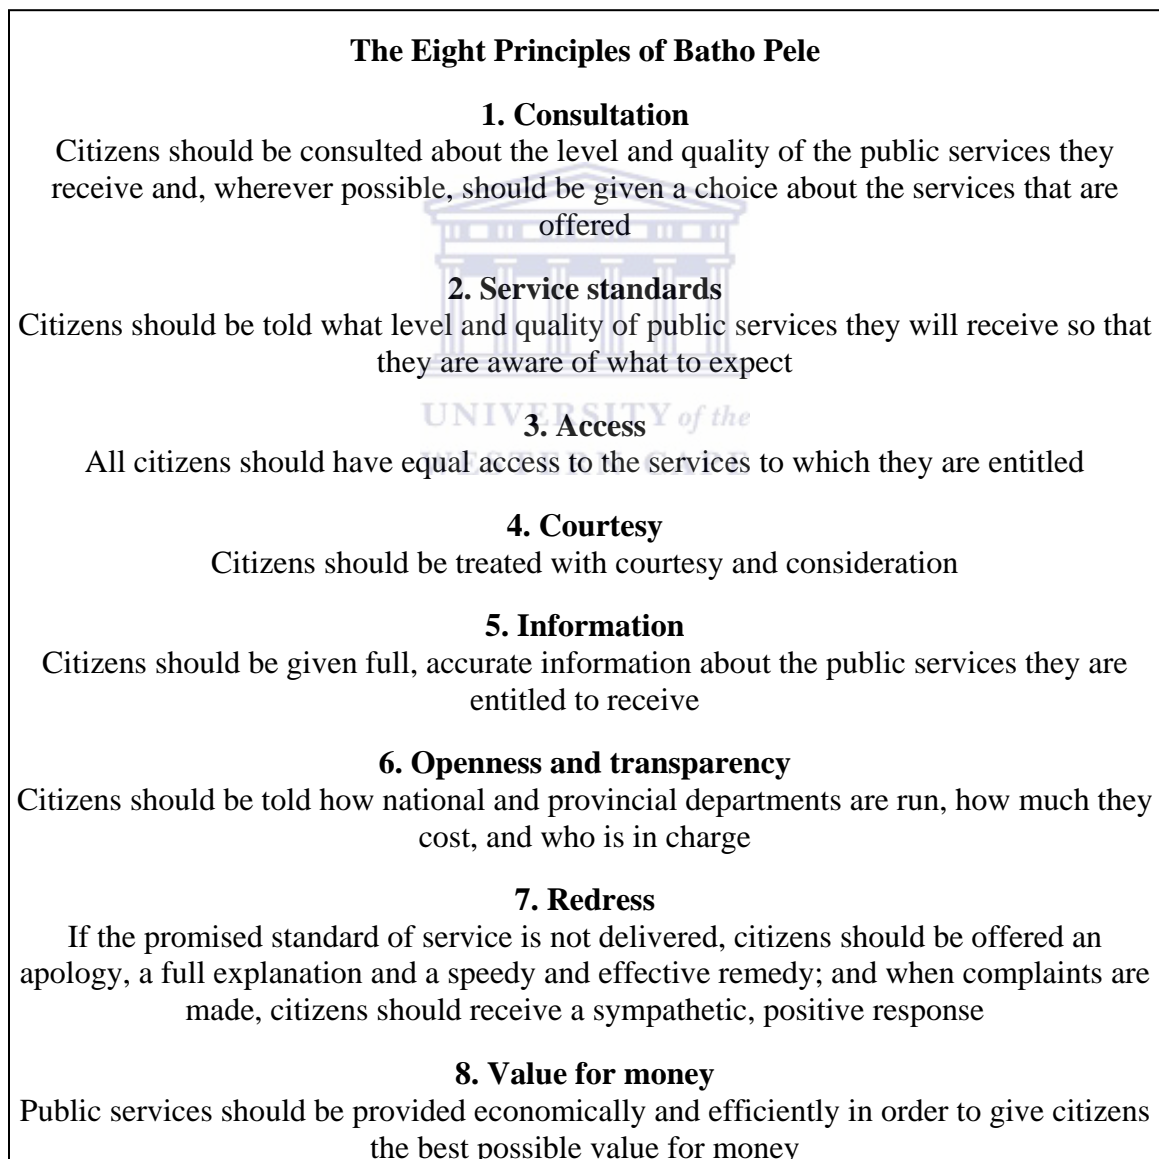 The Eight Principles of Batho Pele
1. Consultation
Citizens should be consulted about the level and quality of the public services they
receive and, wherever possible, should be given a choice about the services that are
offered
2. Service standards
Citizens should be told what level and quality of public services they will receive so that
they are aware of what to expect
UNIVERSITY of the
3. Access
All citizens should have equal access to the services to which they are entitled
WESTERN CAPE
4. Courtesy
Citizens should be treated with courtesy and consideration
5. Information
Citizens should be given full, accurate information about the public services they are
entitled to receive
6. Openness and transparency
Citizens should be told how national and provincial departments are run, how much they
cost, and who is in charge
7. Redress
If the promised standard of service is not delivered, citizens should be offered an
apology, a full explanation and a speedy and effective remedy; and when complaints are
made, citizens should receive a sympathetic, positive response
8. Value for money
Public services should be provided economically and efficiently in order to give citizens
the best possible value for money